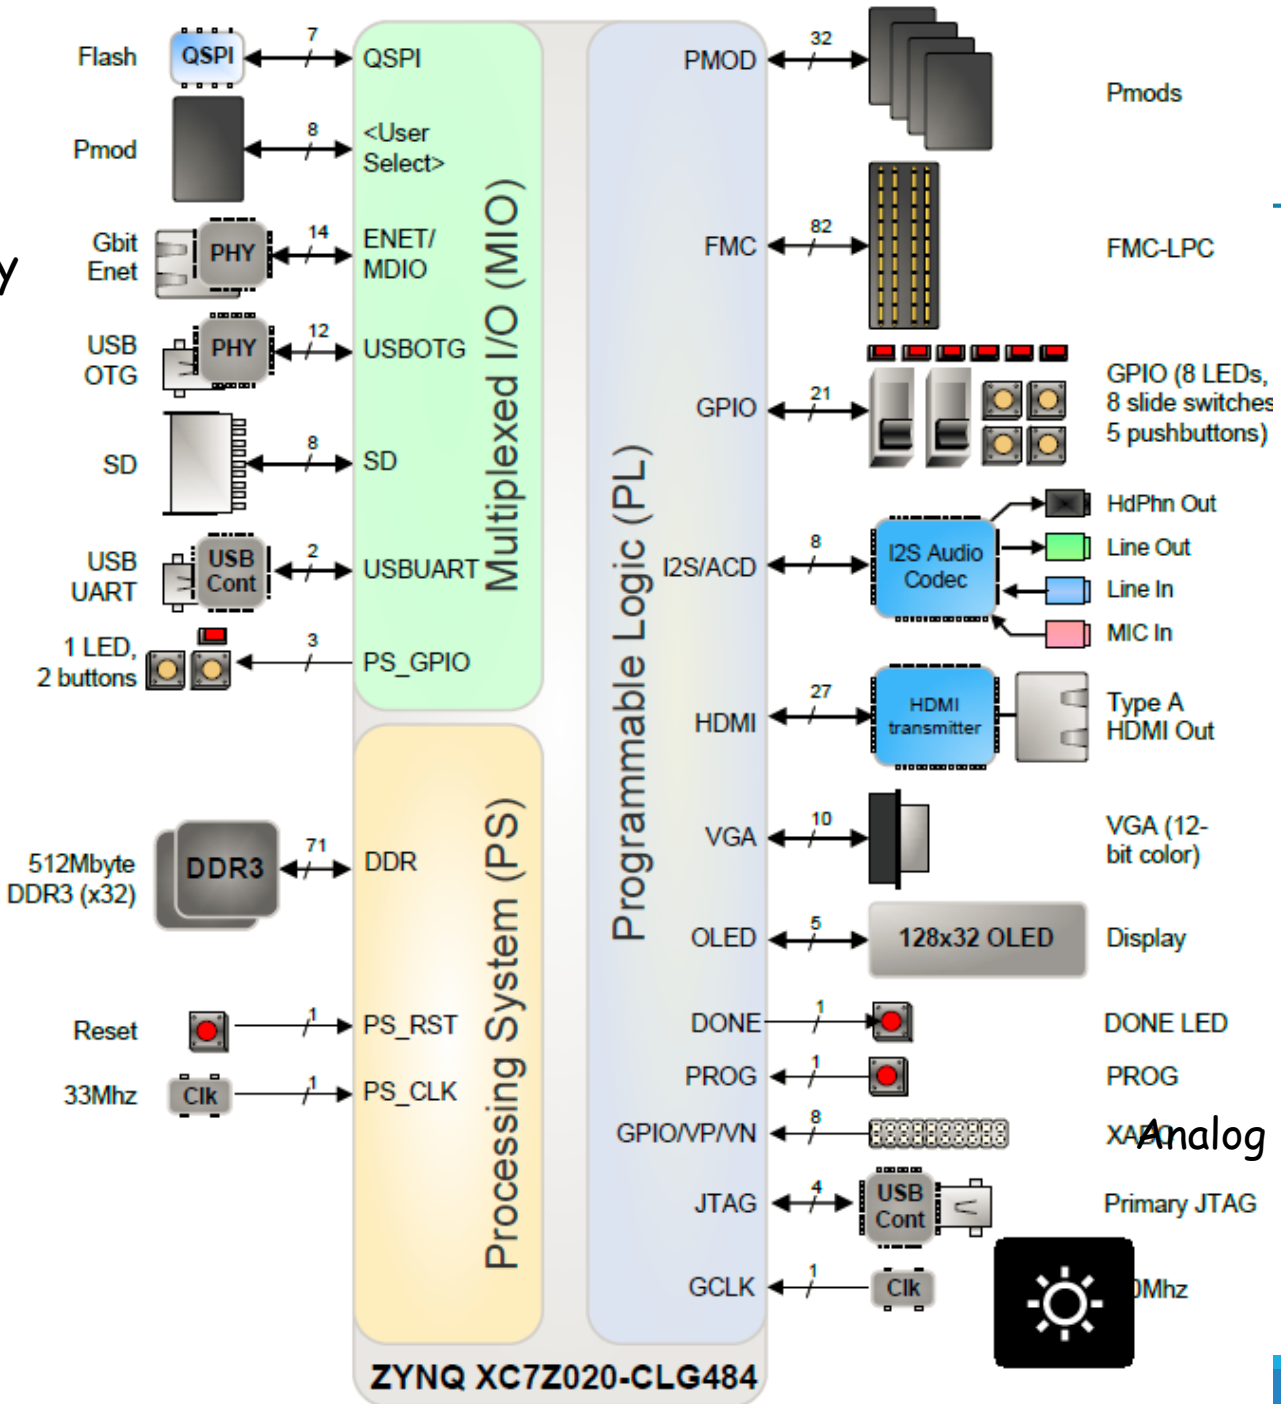 Flash
QSPI
7
QSPI
Pmod
8
<User
Select>
y
Gbit
Enet
PHY
14
ENET/
MDIO
USB
OTG
PHY
12
USBOTG
SD
8
SD
USB
UART
USB
Cont
2
USBUART
1 LED,
2 buttons
3
PS_GPIO
Multiplexed I/O (MIO)
512Mbyte
DDR3 (x32)
DDR3
71
DDR
Reset
1
PS_RST
33Mhz
Clk
1
PS_CLK
Processing System (PS)
Programmable Logic (PL)
PMOD
32
Pmods
FMC
82
FMC-LPC
GPIO
21
GPIO (8 LEDs,
8 slide switches
5 pushbuttons)
I2S/ACD
8
I2S Audio
Codec
HdPhn Out
Line Out
Line In
MIC In
HDMI
27
HDMI
transmitter
Type A
HDMI Out
VGA
10
VGA (12-
bit color)
OLED
5
128x32 OLED
Display
DONE
1
DONE LED
PROG
1
PROG
GPIO/VP/VN
8
Analog
JTAG
4
USB
Cont
Primary JTAG
GCLK
1
Clk
0Mhz
ZYNQ XC7Z020-CLG484